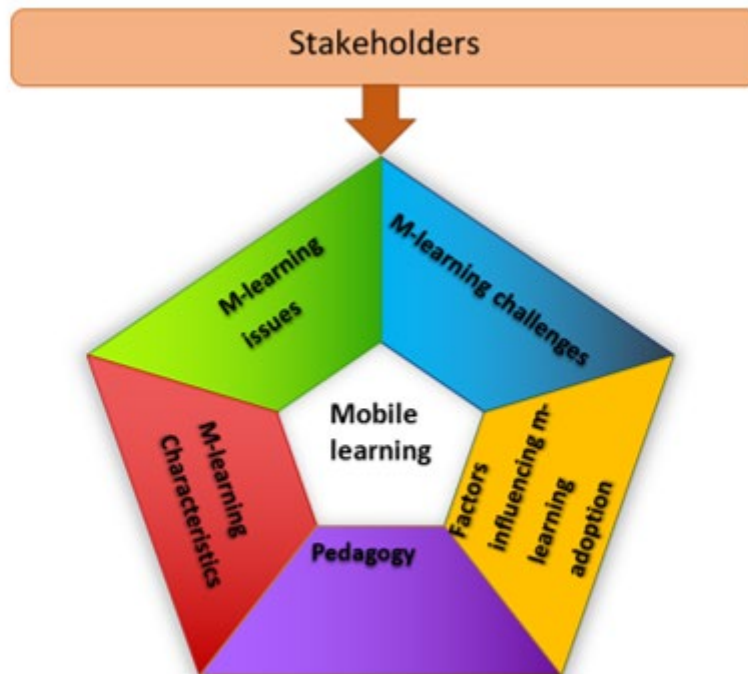 Stakeholders
M-learning
issues
M-learning challenges
Mobile
learning
M-learning
Characteristics
Factors
influencing m-
learning
adoption
Pedagogy